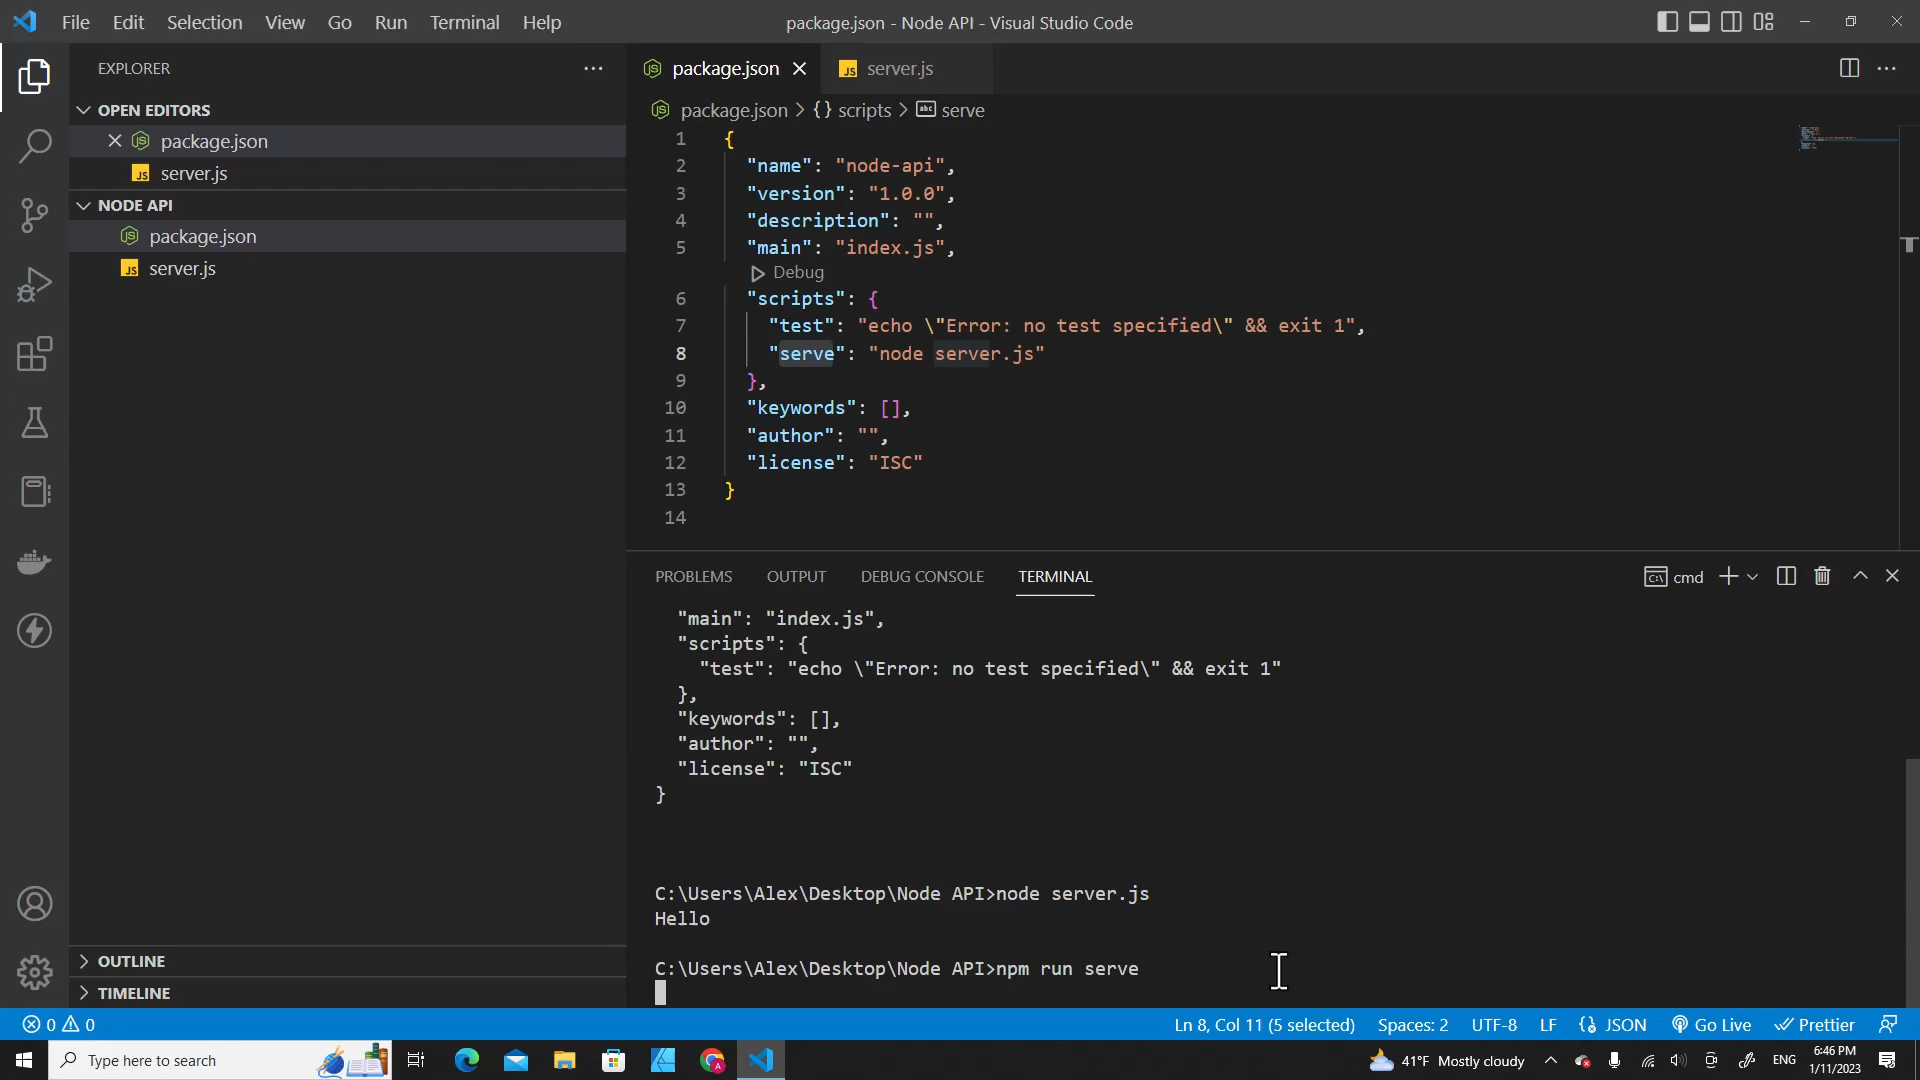 File Edit Selection View Go Run Terminal Help
package.json - Node API - Visual Studio Code
EXPLORER
OPEN EDITORS
package.json
JS server.js
NODE API
package.json
JS server.js
OUTLINE
TIMELINE
package.json
JS server.js
package.json > {} scripts > abc serve
1 {
2 "name": "node-api",
3 "version": "1.0.0",
4 "description": "",
5 "main": "index.js",
Debug
6 "scripts": {
7 "test": "echo \"Error: no test specified\" && exit 1",
8 "serve": "node server.js"
9 },
10 "keywords": [],
11 "author": "",
12 "license": "ISC"
13 }
14
PROBLEMS OUTPUT DEBUG CONSOLE TERMINAL
cmd
"main": "index.js",
"scripts": {
"test": "echo \"Error: no test specified\" && exit 1"
},
"keywords": [],
"author": "",
"license": "ISC"
}
C:\Users\Alex\Desktop\Node API>node server.js
Hello
C:\Users\Alex\Desktop\Node API>npm run serve
0 0
Ln 8, Col 11 (5 selected) Spaces: 2 UTF-8 LF {} JSON Go Live Prettier
Type here to search
41°F Mostly cloudy
ENG
6:46 PM
1/11/2023